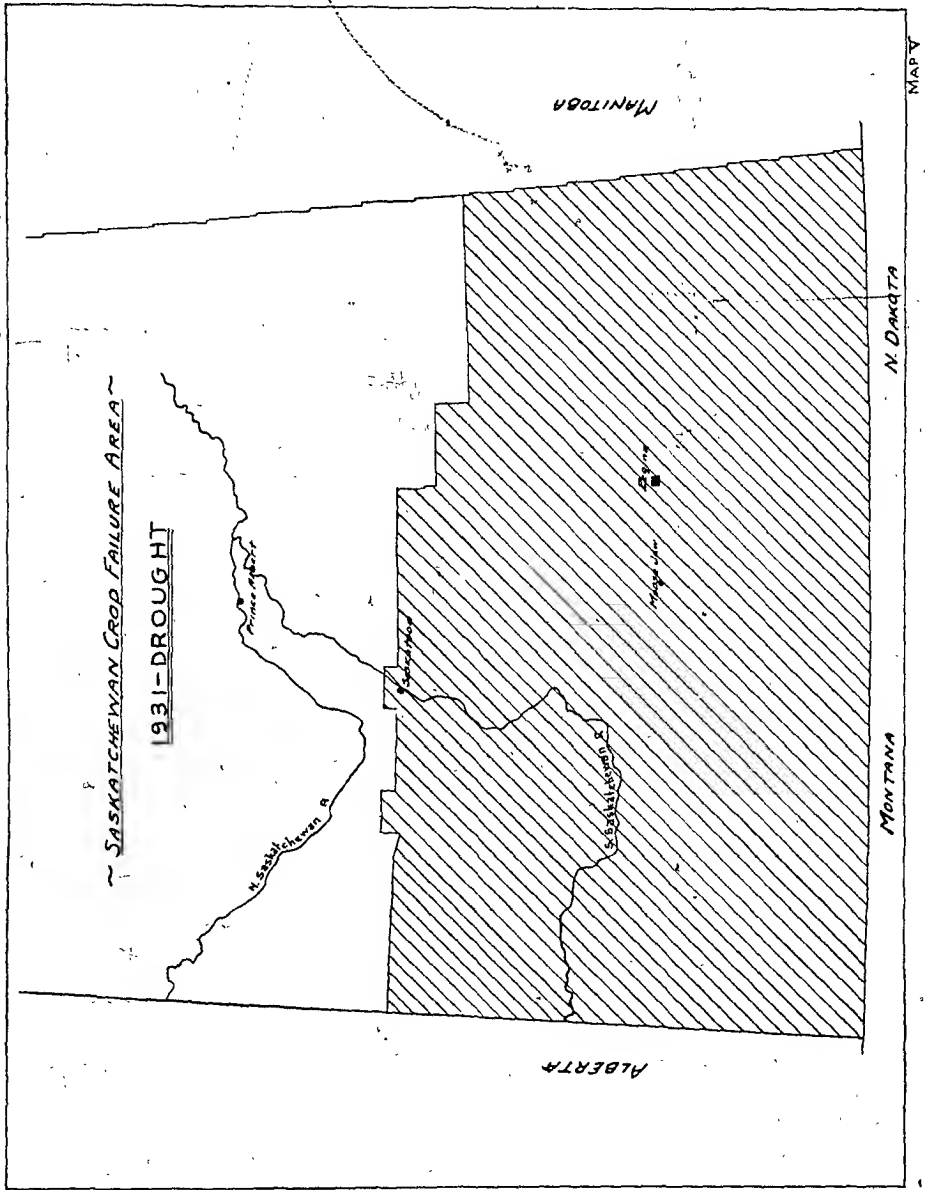 ~ SASKATCHEWAN CROP FAILURE AREA ~
1931-DROUGHT
N. Saskatchewan R
Prince Albert
Saskatoon
S. Saskatchewan R.
Moose Jaw
Regina
ALBERTA
MANITOBA
MONTANA
N. DAKOTA
MAP V